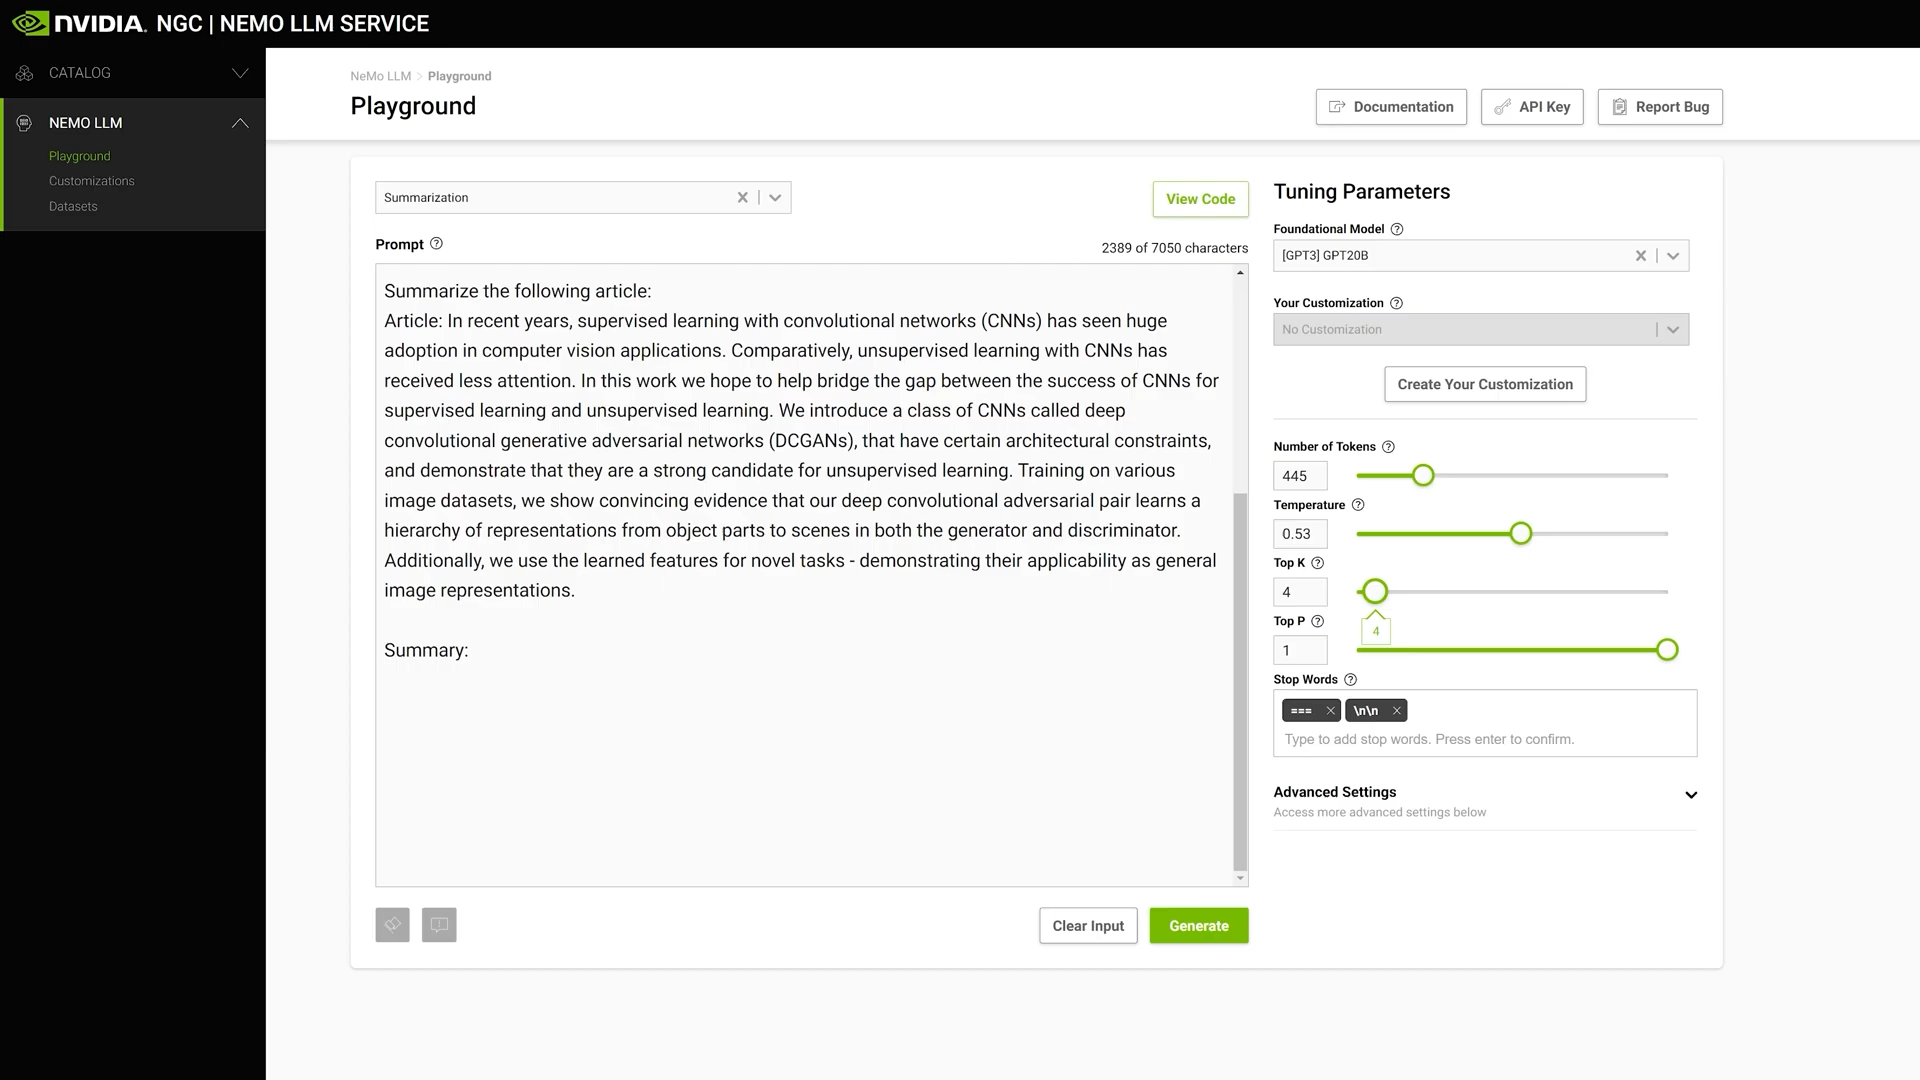 NVIDIA. NGC | NEMO LLM SERVICE
CATALOG
NEMO LLM
Playground
Customizations
Datasets
NeMo LLM > Playground
Playground
Documentation
API Key
Report Bug
Summarization
View Code
Prompt ?
2389 of 7050 characters
Summarize the following article:
Article: In recent years, supervised learning with convolutional networks (CNNs) has seen huge
adoption in computer vision applications. Comparatively, unsupervised learning with CNNs has
received less attention. In this work we hope to help bridge the gap between the success of CNNs for
supervised learning and unsupervised learning. We introduce a class of CNNs called deep
convolutional generative adversarial networks (DCGANs), that have certain architectural constraints,
and demonstrate that they are a strong candidate for unsupervised learning. Training on various
image datasets, we show convincing evidence that our deep convolutional adversarial pair learns a
hierarchy of representations from object parts to scenes in both the generator and discriminator.
Additionally, we use the learned features for novel tasks - demonstrating their applicability as general
image representations.
Summary:
Clear Input
Generate
Tuning Parameters
Foundational Model ?
[GPT3] GPT20B
Your Customization ?
No Customization
Create Your Customization
Number of Tokens ?
445
Temperature ?
0.53
Top K ?
4
4
Top P ?
1
Stop Words ?
===
\n\n
Type to add stop words. Press enter to confirm.
Advanced Settings
Access more advanced settings below